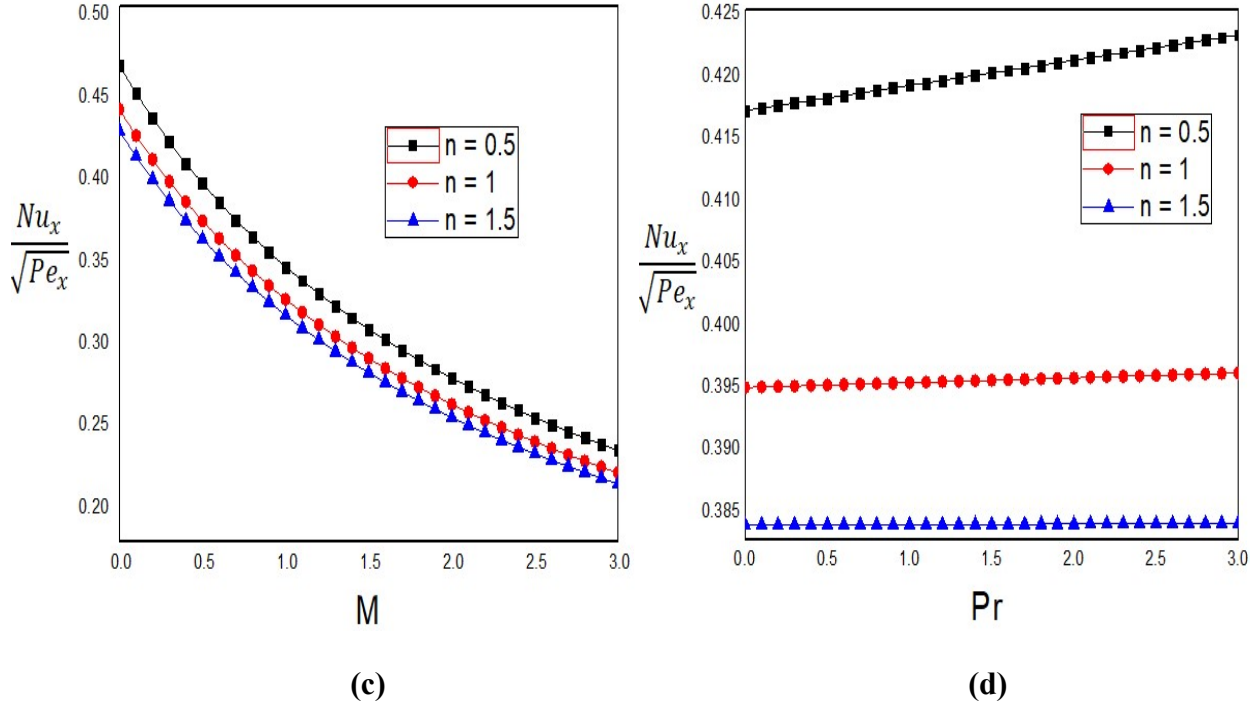 0.50
0.45
0.40
0.35
0.30
0.25
0.20
Nu_x
√Pe_x
n = 0.5
n = 1
n = 1.5
0.0 0.5 1.0 1.5 2.0 2.5 3.0
M
(c)
0.425
0.420
0.415
0.410
0.405
0.400
0.395
0.390
0.385
Nu_x
√Pe_x
n = 0.5
n = 1
n = 1.5
0.0 0.5 1.0 1.5 2.0 2.5 3.0
Pr
(d)